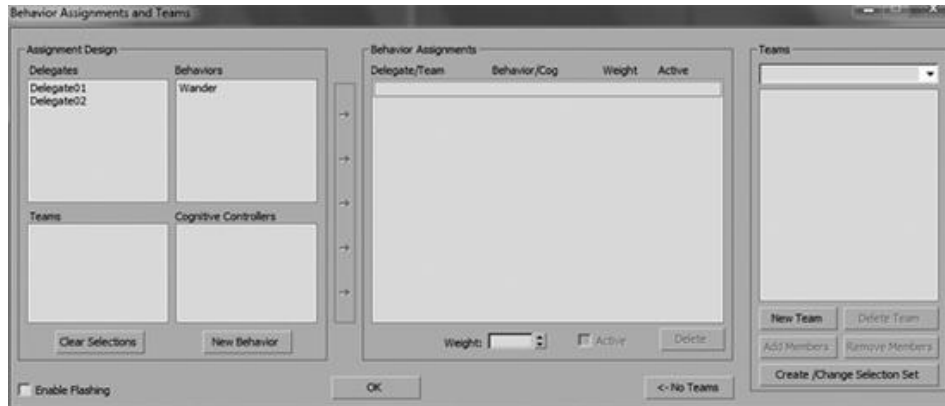 Behavior Assignments and Teams
Assignment Design
Delegates
Behaviors
Delegate01
Delegate02
Wander
Teams
Cognitive Controllers
Clear Selections
New Behavior
Enable Flashing
Behavior Assignments
Delegate/Team Behavior/Cog Weight Active
Weight:
Active
Delete
OK
<- No Teams
Teams
New Team
Delete Team
Add Members
Remove Members
Create /Change Selection Set